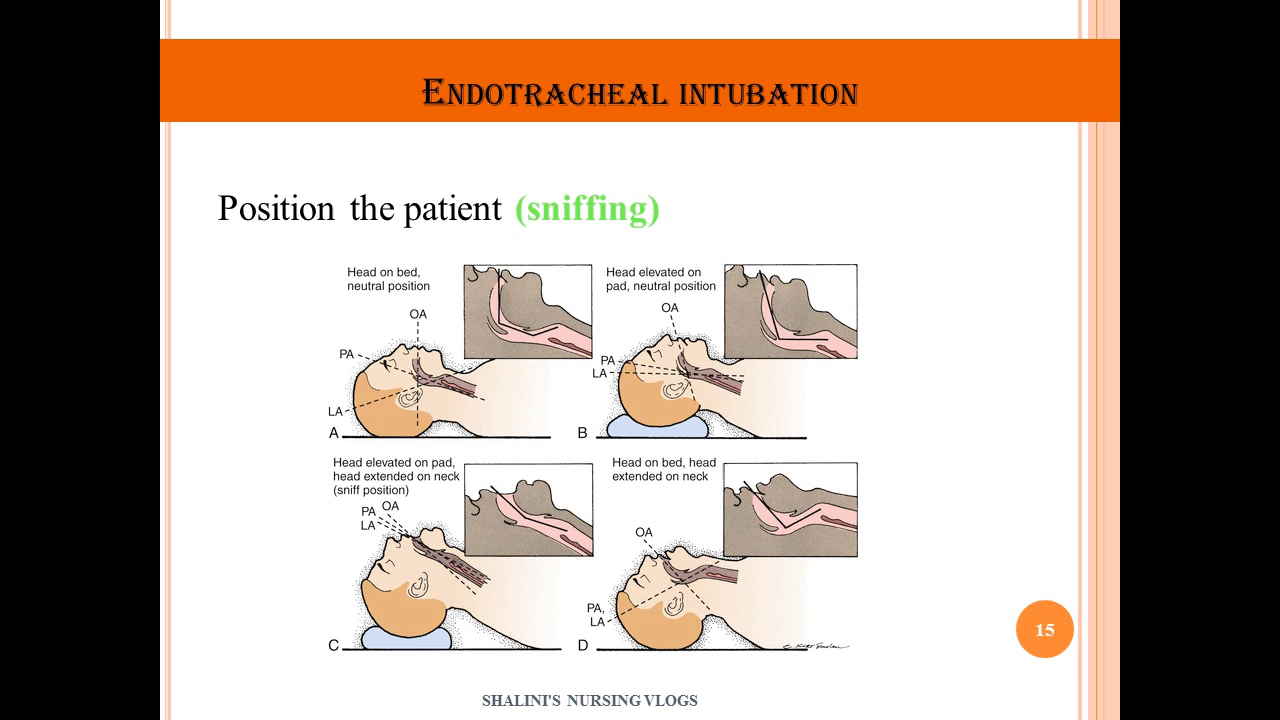 ENDOTRACHEAL INTUBATION
Position the patient (sniffing)
Head on bed,
neutral position
OA
PA
LA
A
Head elevated on
pad, neutral position
OA
PA
LA
B
Head elevated on pad,
head extended on neck
(sniff position)
OA
PA
LA
C
Head on bed, head
extended on neck
OA
PA,
LA
D
15
SHALINI'S NURSING VLOGS